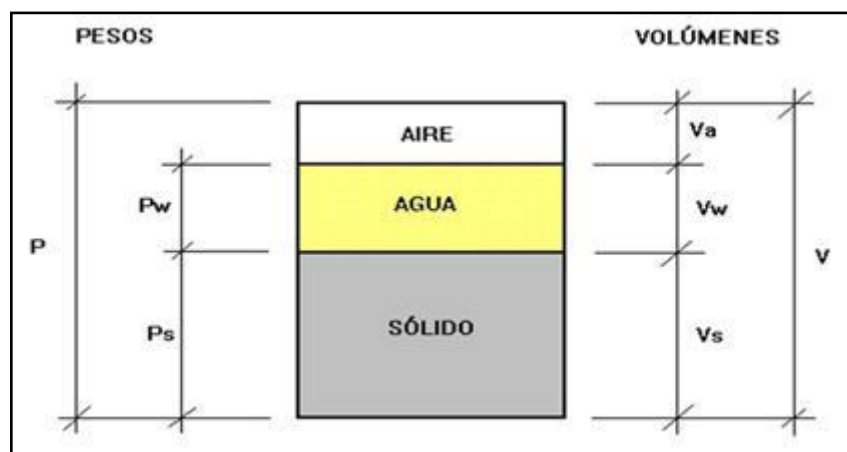 PESOS
VOLÚMENES
AIRE
Va
Pw
AGUA
Vw
P
V
Ps
SÓLIDO
Vs